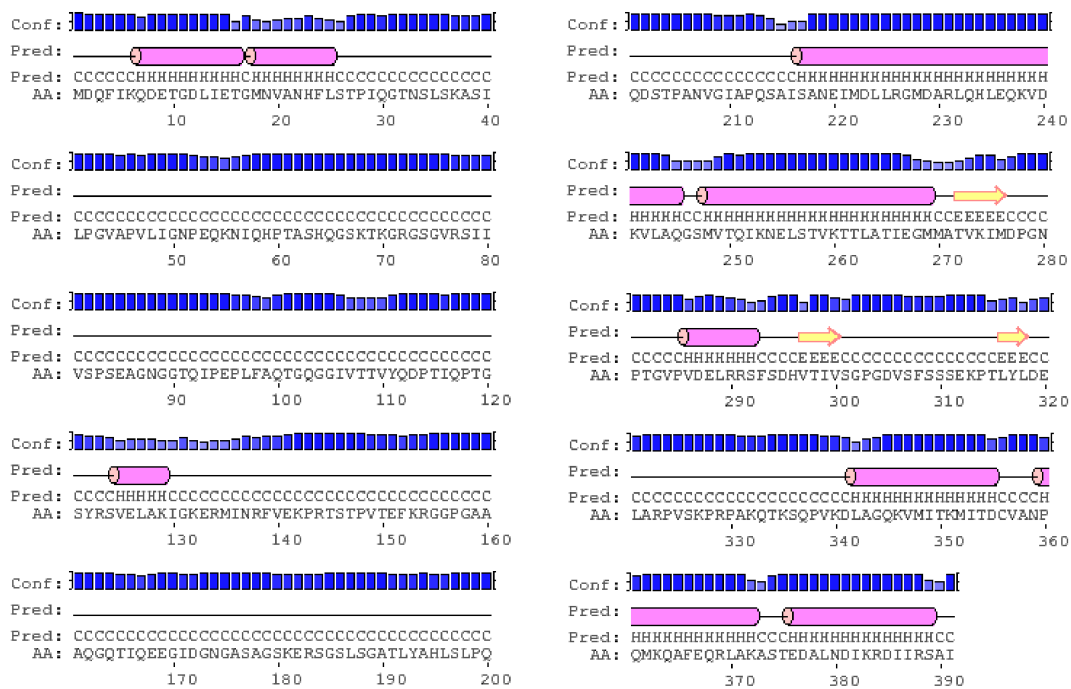 Conf:
Pred:
Pred: CCCCCCHHHHHHHHHHCHHHHHHHHCCCCCCCCCCCCCCC
AA: MDQFIKQDETGDLIETGMNVANHFLSTPIQGTNSLSKASI
10 20 30 40
Conf:
Pred:
Pred: CCCCCCCCCCCCCCCCCCCCCCCCCCCCCCCCCCCCCCCC
AA: LPGVAPVLIGNPEQKNIQHPTASHQGSKTKGRGSGVRSII
50 60 70 80
Conf:
Pred:
Pred: CCCCCCCCCCCCCCCCCCCCCCCCCCCCCCCCCCCCCCCC
AA: VSPSEAGNGGTQIPEPLFAQTGQGGIVTTVYQDPTIQPTG
90 100 110 120
Conf:
Pred:
Pred: CCCCHHHHHCCCCCCCCCCCCCCCCCCCCCCCCCCCCCCC
AA: SYRSVELAKIGKERMINRFVEKPRTSTPVTEFKRGGPGAA
130 140 150 160
Conf:
Pred:
Pred: CCCCCCCCCCCCCCCCCCCCCCCCCCCCCCCCCCCCCCCC
AA: AQGQTIQEEGIDGNGASAGSKERSGSLSGATLYAHLSLPQ
170 180 190 200
Conf:
Pred:
Pred: CCCCCCCCCCCCCCCCHHHHHHHHHHHHHHHHHHHHHHHH
AA: QDSTPANVGIAPQSAISANEIMDLLRGMDARLQHLEQKVD
210 220 230 240
Conf:
Pred:
Pred: HHHHHCCHHHHHHHHHHHHHHHHHHHHHHCCEEEEECCCC
AA: KVLAQGSMVTQIKNELSTVKTTLATIEGMMATVKIMDPGN
250 260 270 280
Conf:
Pred:
Pred: CCCCCHHHHHHHCCCCEEEECCCCCCCCCCCCCCCEEECC
AA: PTGVPVDELRRSFSDHVTIVSGPGDVSFSSSEKPTLYLDE
290 300 310 320
Conf:
Pred:
Pred: CCCCCCCCCCCCCCCCCCCCCHHHHHHHHHHHHHHCCCCH
AA: LARPVSKPRPAKQTKSQPVKDLAGQKVMITKMITDCVANP
330 340 350 360
Conf:
Pred:
Pred: HHHHHHHHHHHHCCCHHHHHHHHHHHHHHCC
AA: QMKQAFEQRLAKASTEDALNDIKRDIIRSAI
370 380 390